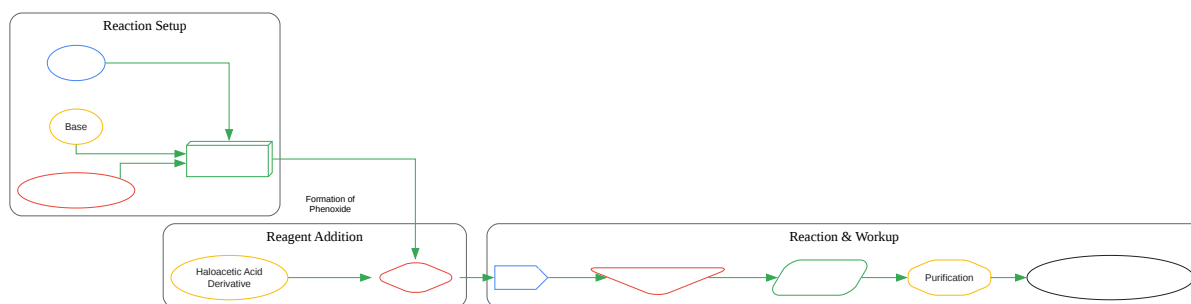 Reaction Setup
Base
Formation of
Phenoxide
Reagent Addition
Haloacetic Acid
Derivative
Reaction & Workup
Purification